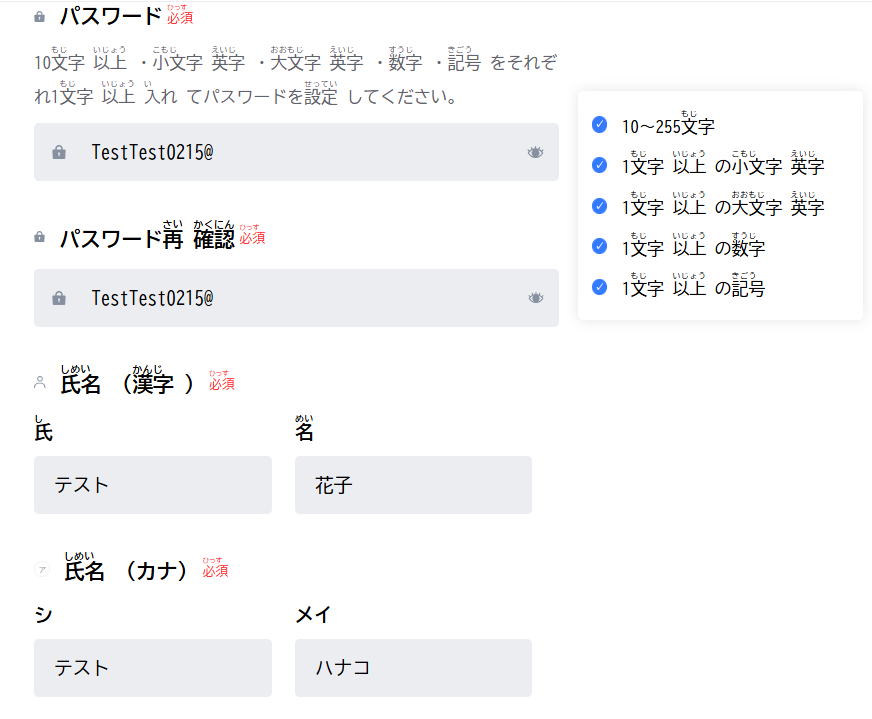 パスワード 必須
10文字 以上 ・小文字 英字 ・大文字 英字 ・数字 ・記号 をそれぞ
れ1文字 以上 入れ てパスワードを設定 してください。
TestTest0215@
10～255文字
1文字 以上 の小文字 英字
1文字 以上 の大文字 英字
1文字 以上 の数字
1文字 以上 の記号
パスワード再 確認 必須
TestTest0215@
氏名 （漢字 ） 必須
氏 名
テスト 花子
ア 氏名 （カナ） 必須
シ メイ
テスト ハナコ